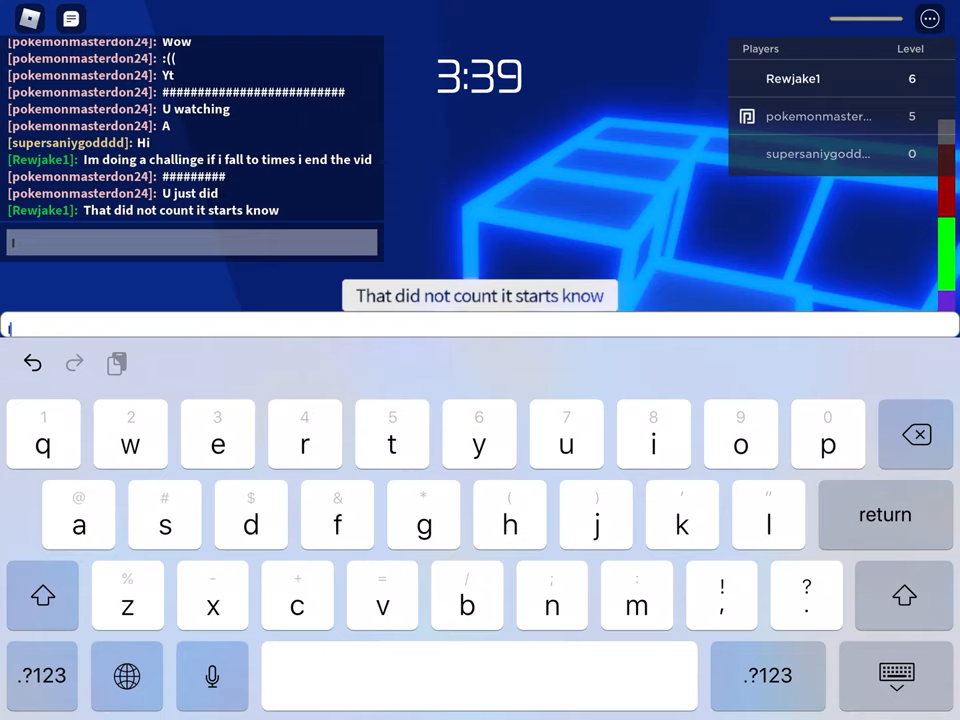 [pokemonmasterdon24]: Wow
[pokemonmasterdon24]: :((
[pokemonmasterdon24]: Yt
[pokemonmasterdon24]: ##########################
[pokemonmasterdon24]: U watching
[pokemonmasterdon24]: A
[supersaniygodddd]: Hi
[Rewjake1]: Im doing a challinge if i fall to times i end the vid
[pokemonmasterdon24]: #########
[pokemonmasterdon24]: U just did
[Rewjake1]: That did not count it starts know
3:39
Players Level
Rewjake1 6
pokemonmaster... 5
supersaniygodd... 0
That did not count it starts know
1 2 3 4 5 6 7 8 9 0
q w e r t y u i o p
@ # $ & * ( ) ' "
a s d f g h j k l return
% - + = / ; : ! ?
z x c v b n m , .
.?123 .?123